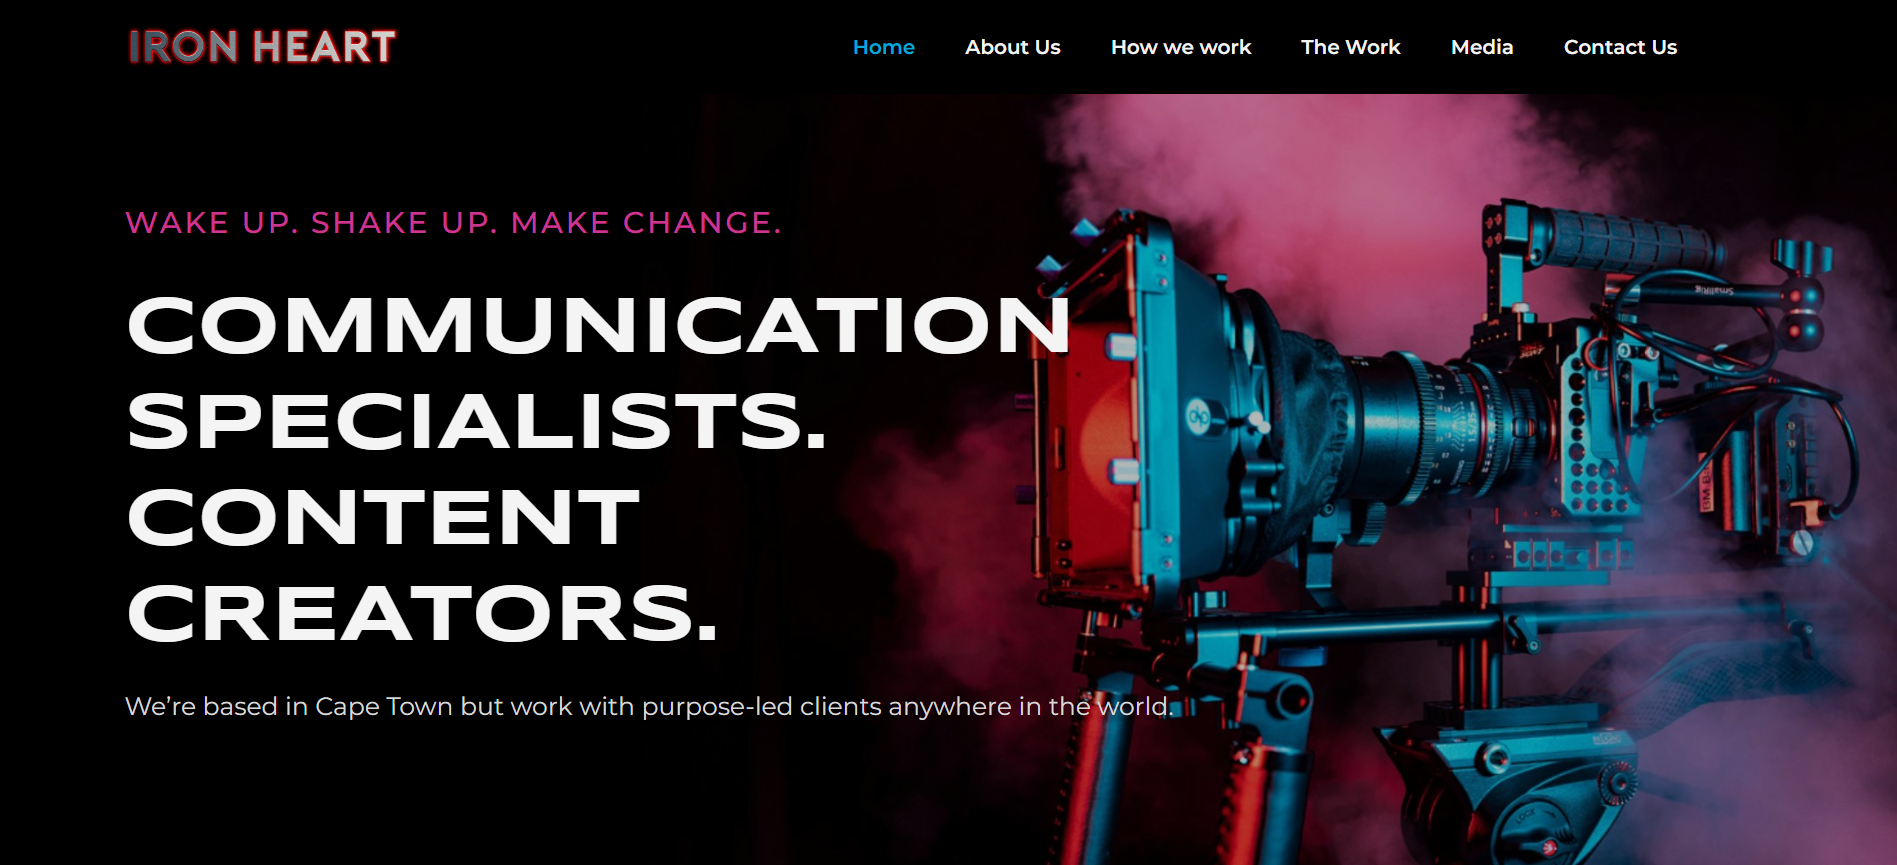 IRON HEART
Home About Us How we work The Work Media Contact Us
WAKE UP. SHAKE UP. MAKE CHANGE.
COMMUNICATION
SPECIALISTS.
CONTENT
CREATORS.
We’re based in Cape Town but work with purpose-led clients anywhere in the world.
SmallRig
LOCK